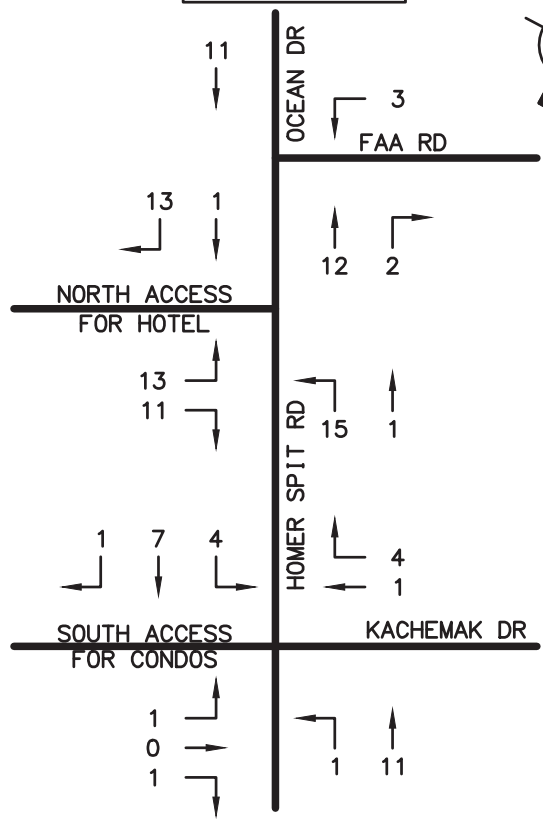 OCEAN DR
11
3
FAA RD
13 1
12 2
NORTH ACCESS
FOR HOTEL
13
11
15 1
HOMER SPIT RD
1 7 4
4
1
SOUTH ACCESS
FOR CONDOS
KACHEMAK DR
1
0
1
1 11